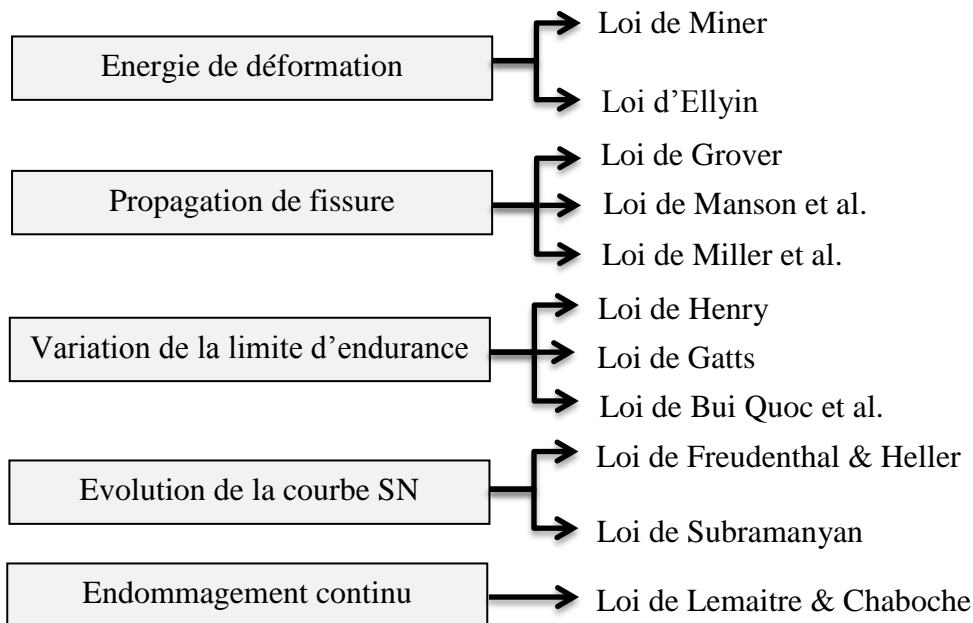 Energie de déformation
Loi de Miner
Loi d’Ellyin
Propagation de fissure
Loi de Grover
Loi de Manson et al.
Loi de Miller et al.
Variation de la limite d’endurance
Loi de Henry
Loi de Gatts
Loi de Bui Quoc et al.
Evolution de la courbe SN
Loi de Freudenthal & Heller
Loi de Subramanyan
Endommagement continu
Loi de Lemaitre & Chaboche